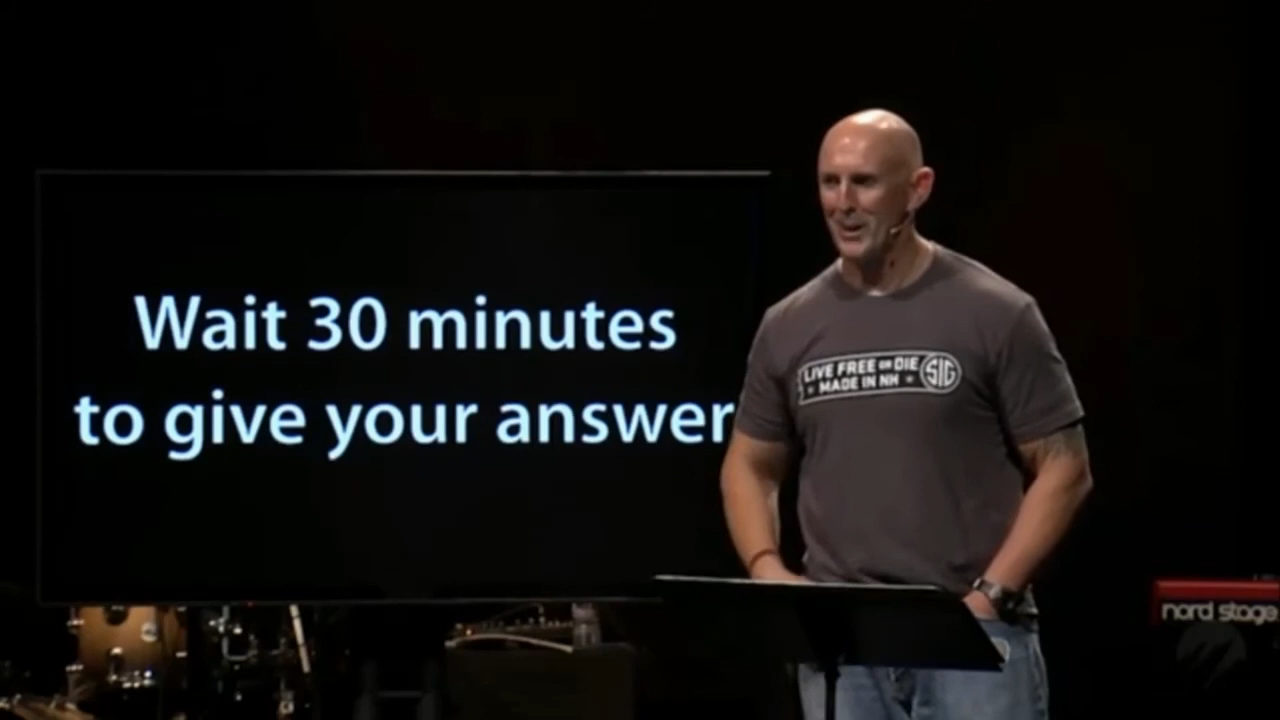 Wait 30 minutes
to give your answer
LIVE FREE OR DIE
MADE IN NH
SIG
nord stage